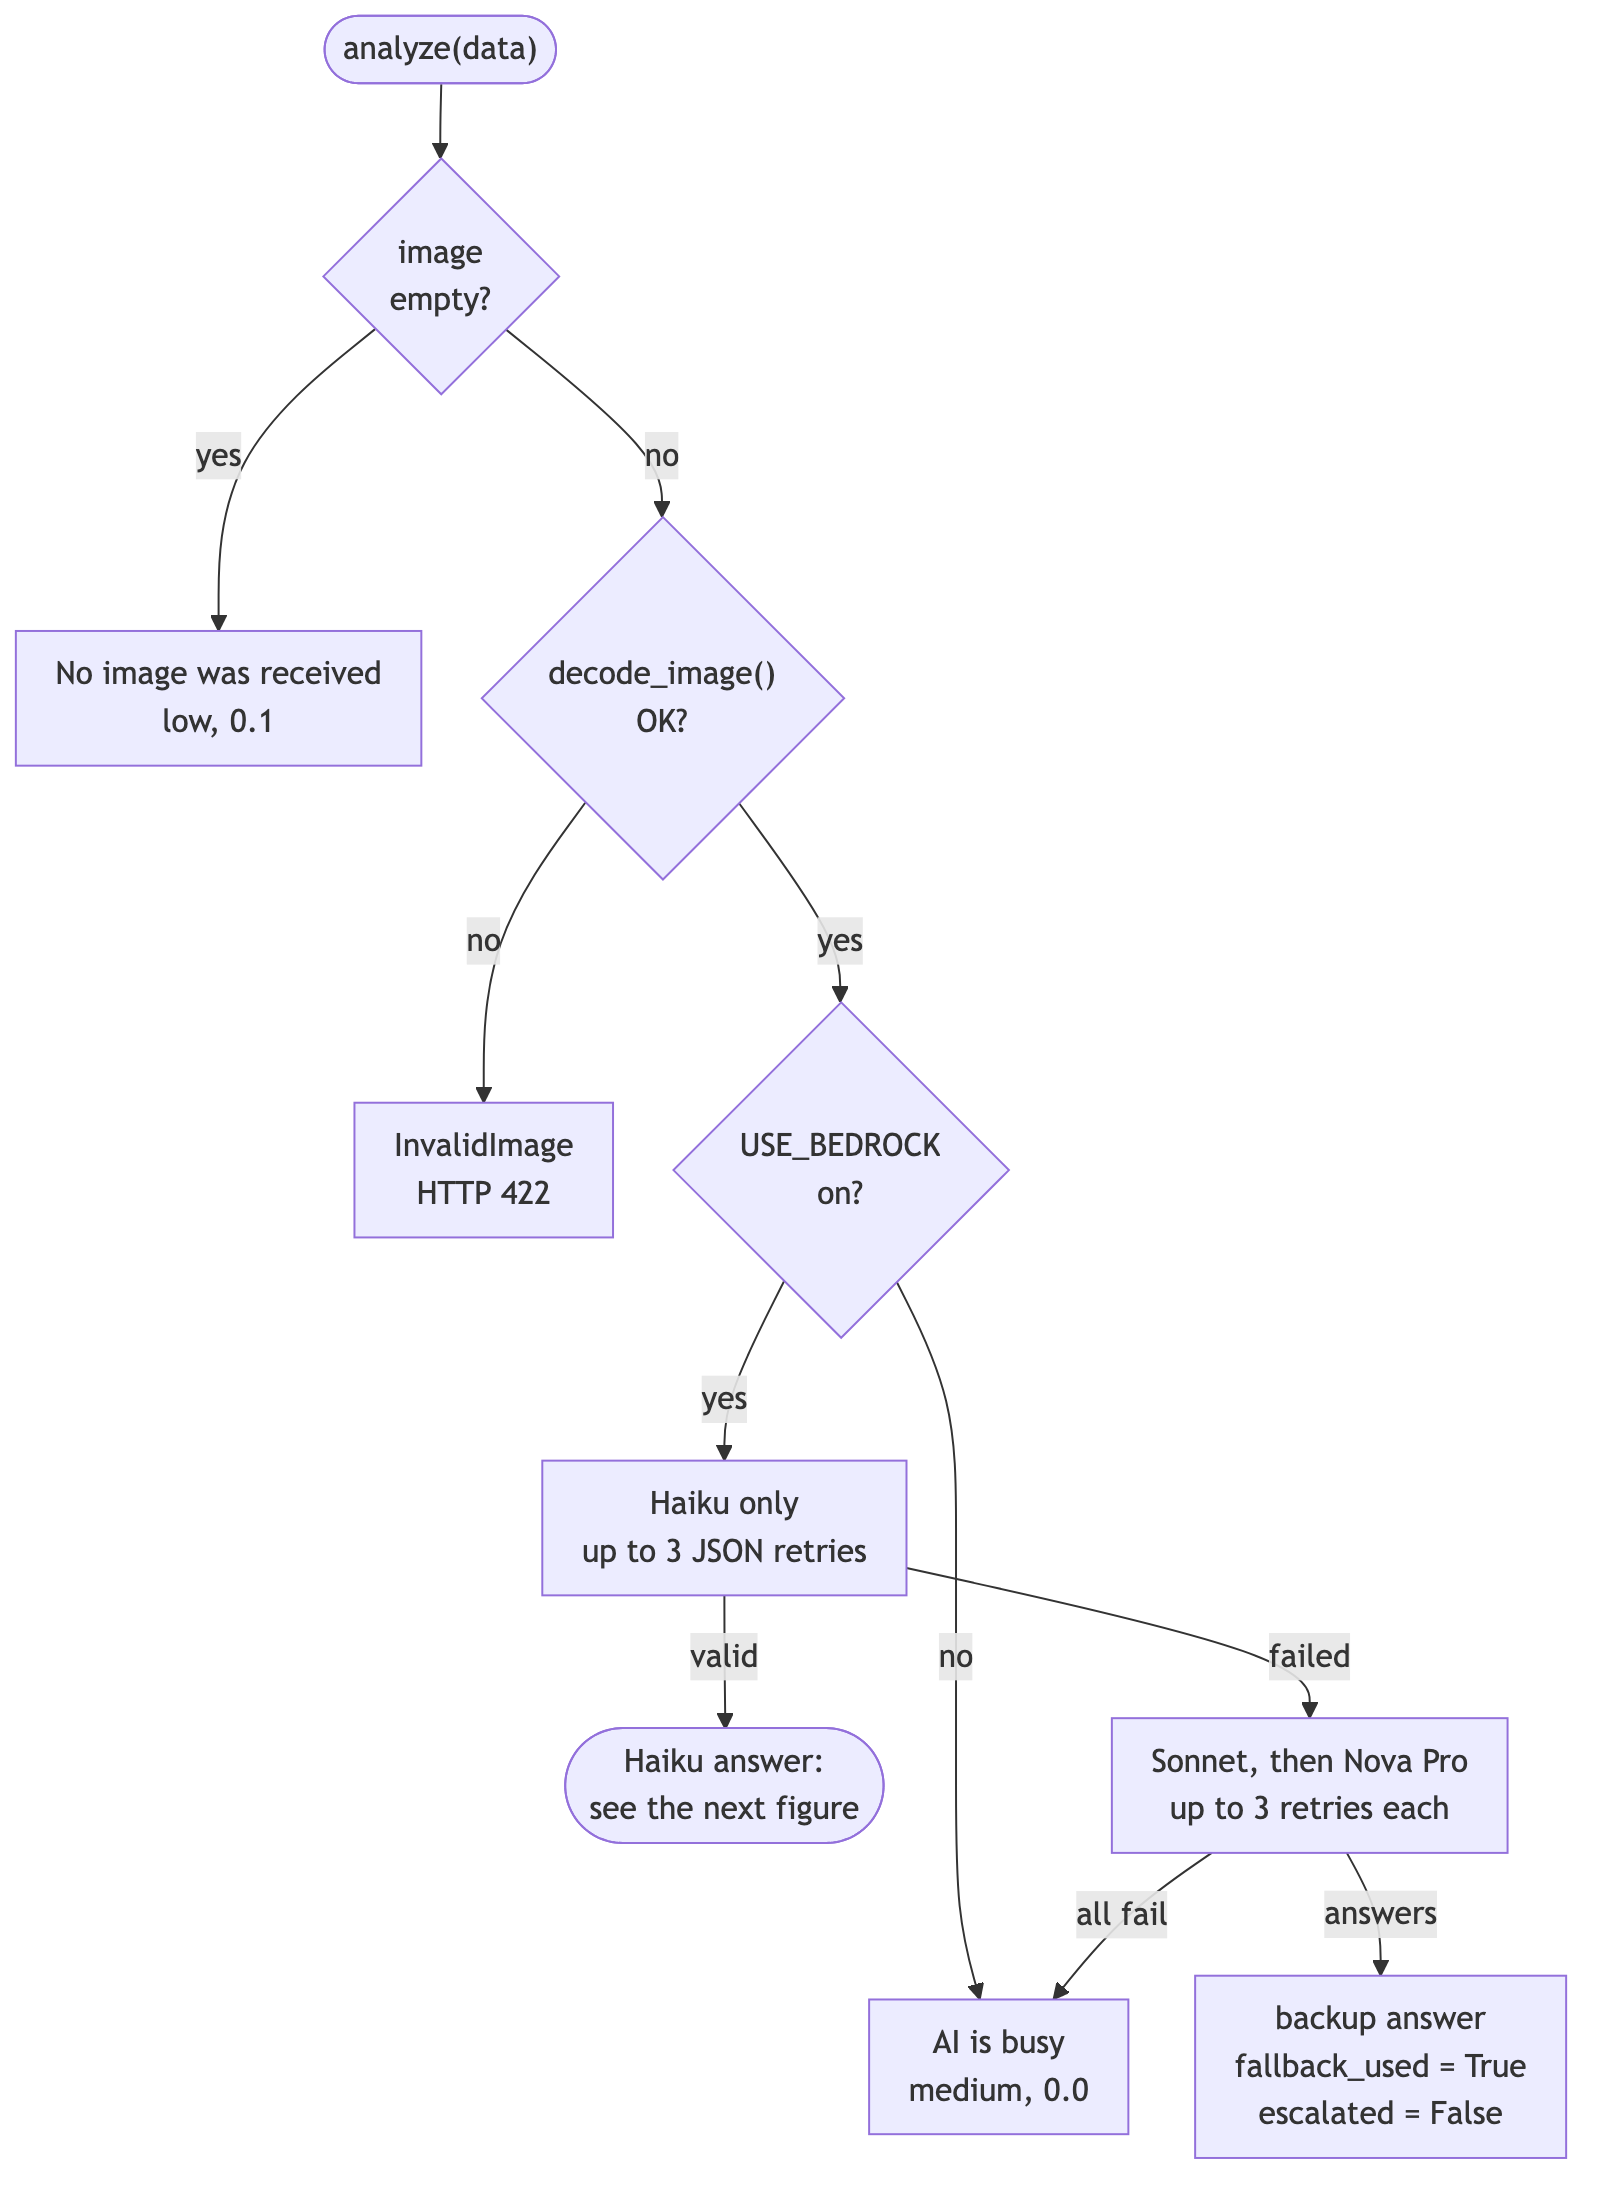 analyze(data)
image
empty?
yes
no
No image was received
low, 0.1
decode_image()
OK?
no
yes
InvalidImage
HTTP 422
USE_BEDROCK
on?
yes
Haiku only
up to 3 JSON retries
valid
no
failed
Haiku answer:
see the next figure
Sonnet, then Nova Pro
up to 3 retries each
all fail
answers
AI is busy
medium, 0.0
backup answer
fallback_used = True
escalated = False